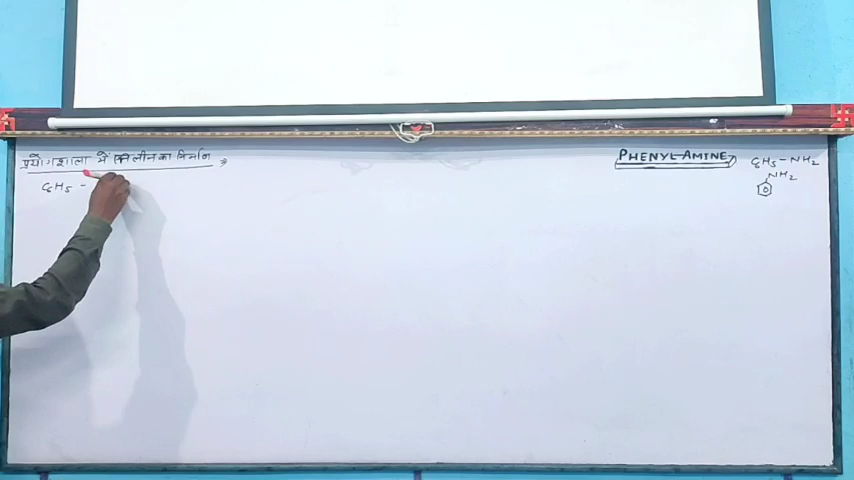 प्रयोगशाला में एनिलीन का निर्माण ⇒
C6H5 -
PHENYL AMINE
C6H5 - NH2
NH2